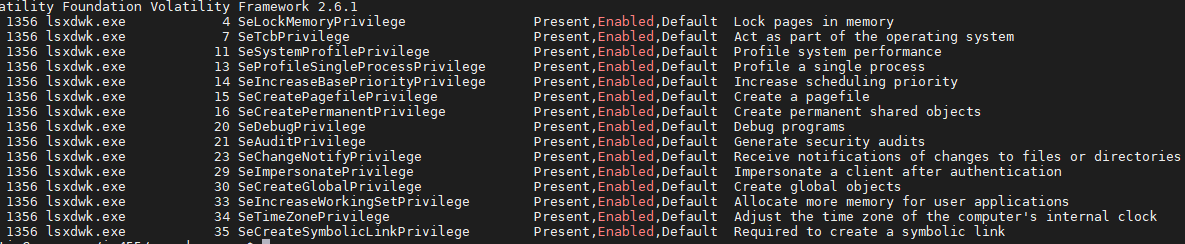 atility Foundation Volatility Framework 2.6.1
1356 lsxdwk.exe 4 SeLockMemoryPrivilege Present,Enabled,Default Lock pages in memory
1356 lsxdwk.exe 7 SeTcbPrivilege Present,Enabled,Default Act as part of the operating system
1356 lsxdwk.exe 11 SeSystemProfilePrivilege Present,Enabled,Default Profile system performance
1356 lsxdwk.exe 13 SeProfileSingleProcessPrivilege Present,Enabled,Default Profile a single process
1356 lsxdwk.exe 14 SeIncreaseBasePriorityPrivilege Present,Enabled,Default Increase scheduling priority
1356 lsxdwk.exe 15 SeCreatePagefilePrivilege Present,Enabled,Default Create a pagefile
1356 lsxdwk.exe 16 SeCreatePermanentPrivilege Present,Enabled,Default Create permanent shared objects
1356 lsxdwk.exe 20 SeDebugPrivilege Present,Enabled,Default Debug programs
1356 lsxdwk.exe 21 SeAuditPrivilege Present,Enabled,Default Generate security audits
1356 lsxdwk.exe 23 SeChangeNotifyPrivilege Present,Enabled,Default Receive notifications of changes to files or directories
1356 lsxdwk.exe 29 SeImpersonatePrivilege Present,Enabled,Default Impersonate a client after authentication
1356 lsxdwk.exe 30 SeCreateGlobalPrivilege Present,Enabled,Default Create global objects
1356 lsxdwk.exe 33 SeIncreaseWorkingSetPrivilege Present,Enabled,Default Allocate more memory for user applications
1356 lsxdwk.exe 34 SeTimeZonePrivilege Present,Enabled,Default Adjust the time zone of the computer's internal clock
1356 lsxdwk.exe 35 SeCreateSymbolicLinkPrivilege Present,Enabled,Default Required to create a symbolic link